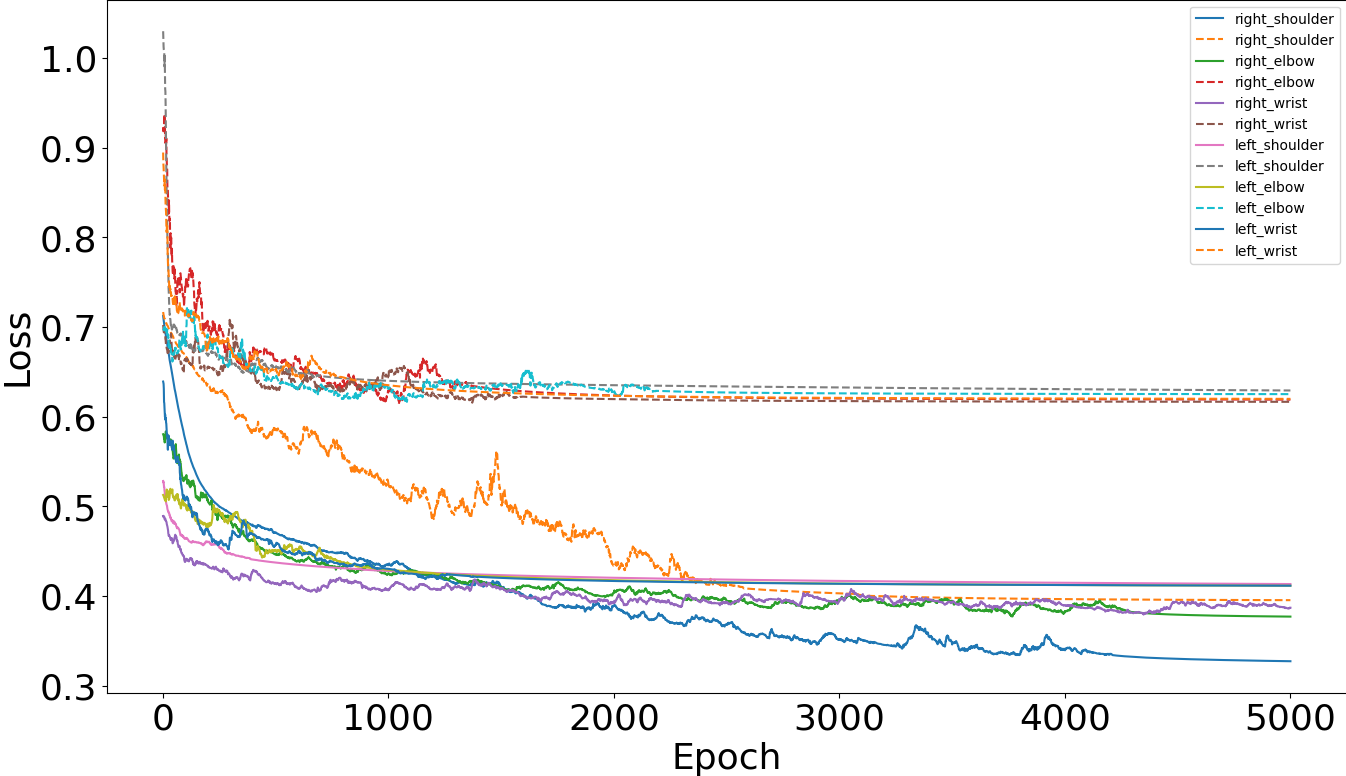 right_shoulder
right_shoulder
right_elbow
right_elbow
right_wrist
right_wrist
left_shoulder
left_shoulder
left_elbow
left_elbow
left_wrist
left_wrist
1.0
0.9
0.8
0.7
0.6
0.5
0.4
0.3
Loss
0 1000 2000 3000 4000 5000
Epoch